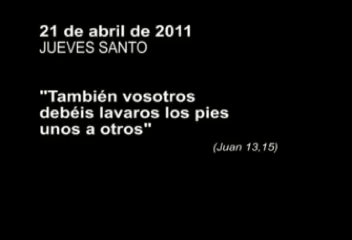 21 de abril de 2011
JUEVES SANTO
"También vosotros
debéis lavaros los pies
unos a otros"
(Juan 13,15)